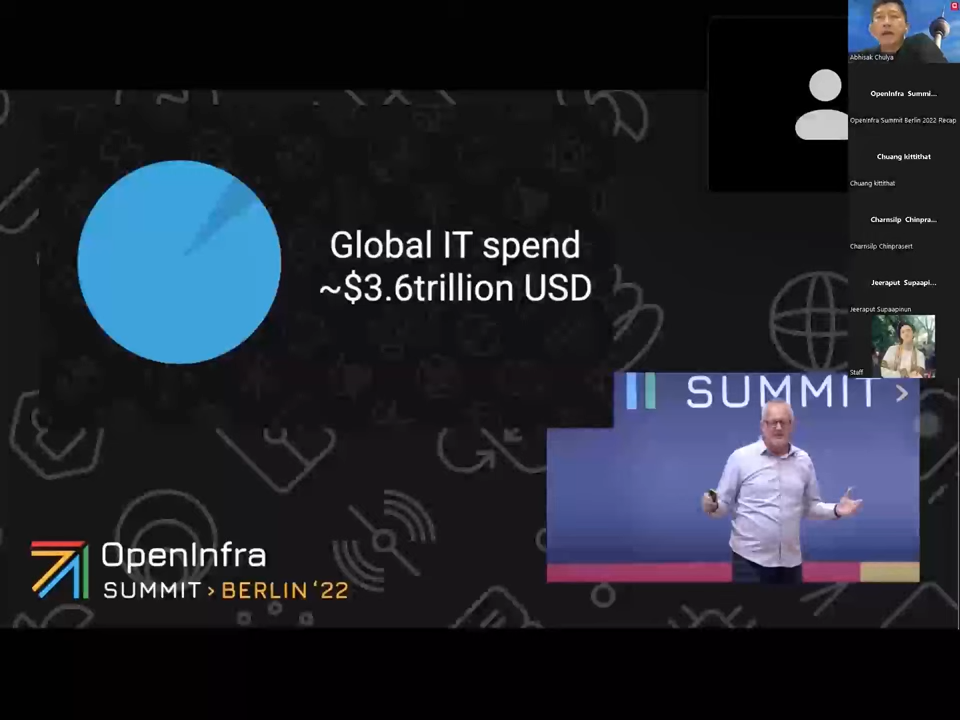 Global IT spend
~$3.6trillion USD
SUMMIT >
OpenInfra
SUMMIT > BERLIN '22
Abhisak Chulya
OpenInfra Summi...
OpenInfra Summit Berlin 2022 Recap
Chuang kittithat
Chuang kittithat
Charnsilp Chinpra...
Charnsilp Chinprasert
Jeeraput Supaapi...
Jeeraput Supaapinun
Staff